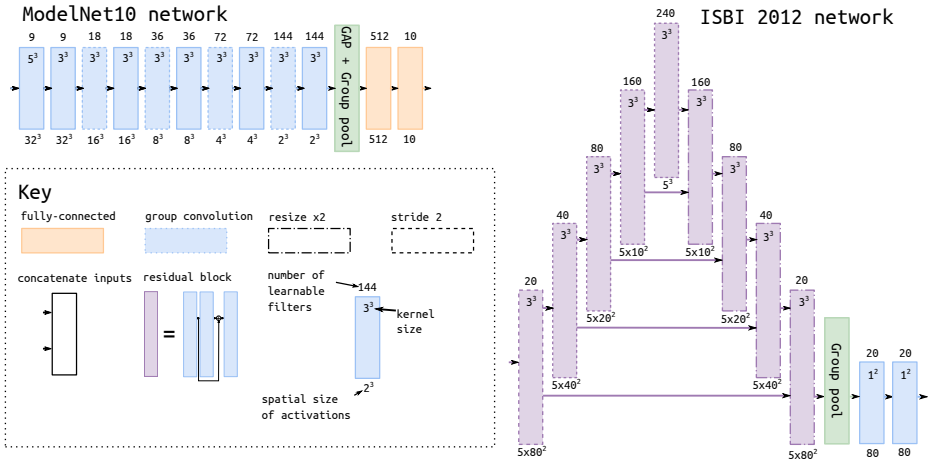 ModelNet10 network
9 9 18 18 36 36 72 72 144 144 512 10
5³ 3³ 3³ 3³ 3³ 3³ 3³ 3³ 3³ 3³
GAP + Group pool
32³ 32³ 16³ 16³ 8³ 8³ 4³ 4³ 2³ 2³ 512 10
Key
fully-connected group convolution resize x2 stride 2
concatenate inputs residual block
=
number of
learnable
filters
144
3³
kernel
size
2³
spatial size
of activations
ISBI 2012 network
240
3³
5³
160 160
3³ 3³
5x10² 5x10²
80 80
3³ 3³
5x20² 5x20²
40 40
3³ 3³
5x40² 5x40²
20 20
3³ 3³
5x80² 5x80²
Group pool
20 20
1² 1²
80 80